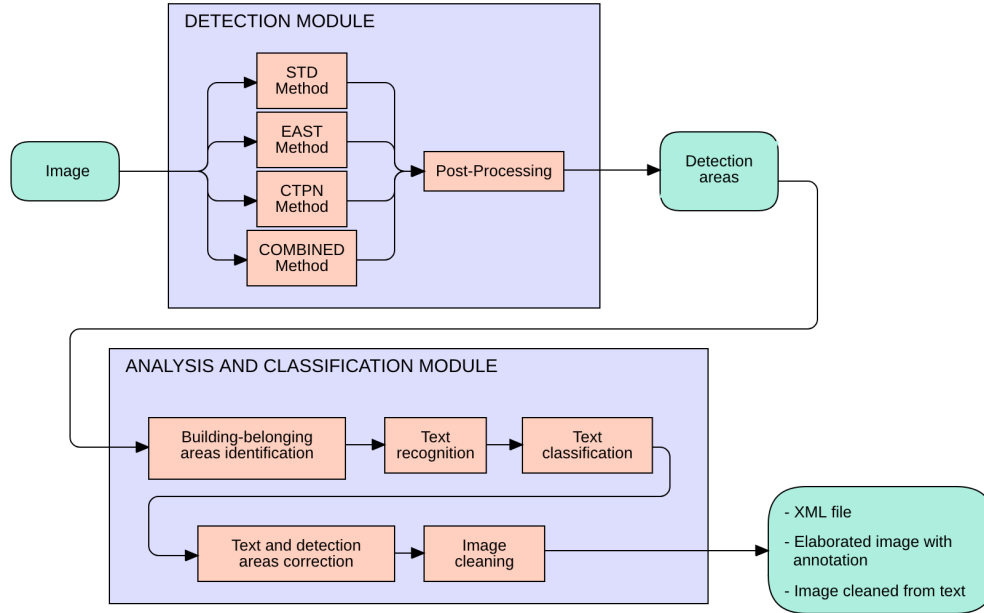 DETECTION MODULE
STD
Method
EAST
Method
CTPN
Method
COMBINED
Method
Image
Post-Processing
Detection
areas
ANALYSIS AND CLASSIFICATION MODULE
Building-belonging
areas identification
Text
recognition
Text
classification
Text and detection
areas correction
Image
cleaning
- XML file
- Elaborated image with
annotation
- Image cleaned from text